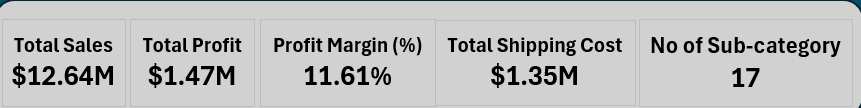 Total Sales
$12.64M
Total Profit
$1.47M
Profit Margin (%)
11.61%
Total Shipping Cost
$1.35M
No of Sub-category
17